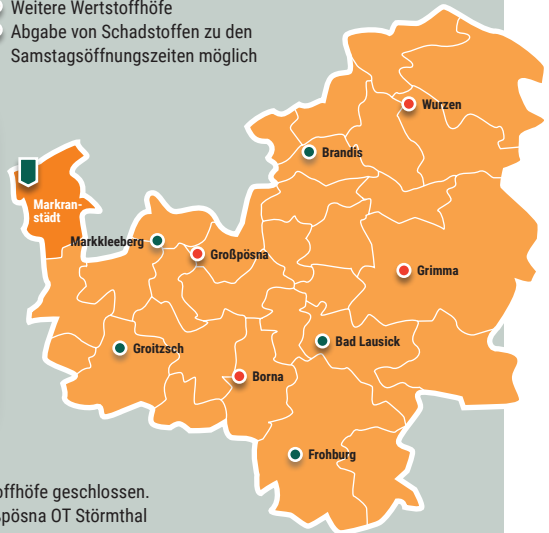 Weitere Wertstoffhöfe
Abgabe von Schadstoffen zu den
Samstagsöffnungszeiten möglich
Wurzen
Brandis
Markran-
städt
Markkleeberg
Großpösna
Grimma
Bad Lausick
Groitzsch
Borna
Frohburg
offhöfe geschlossen.
spösna OT Störmthal